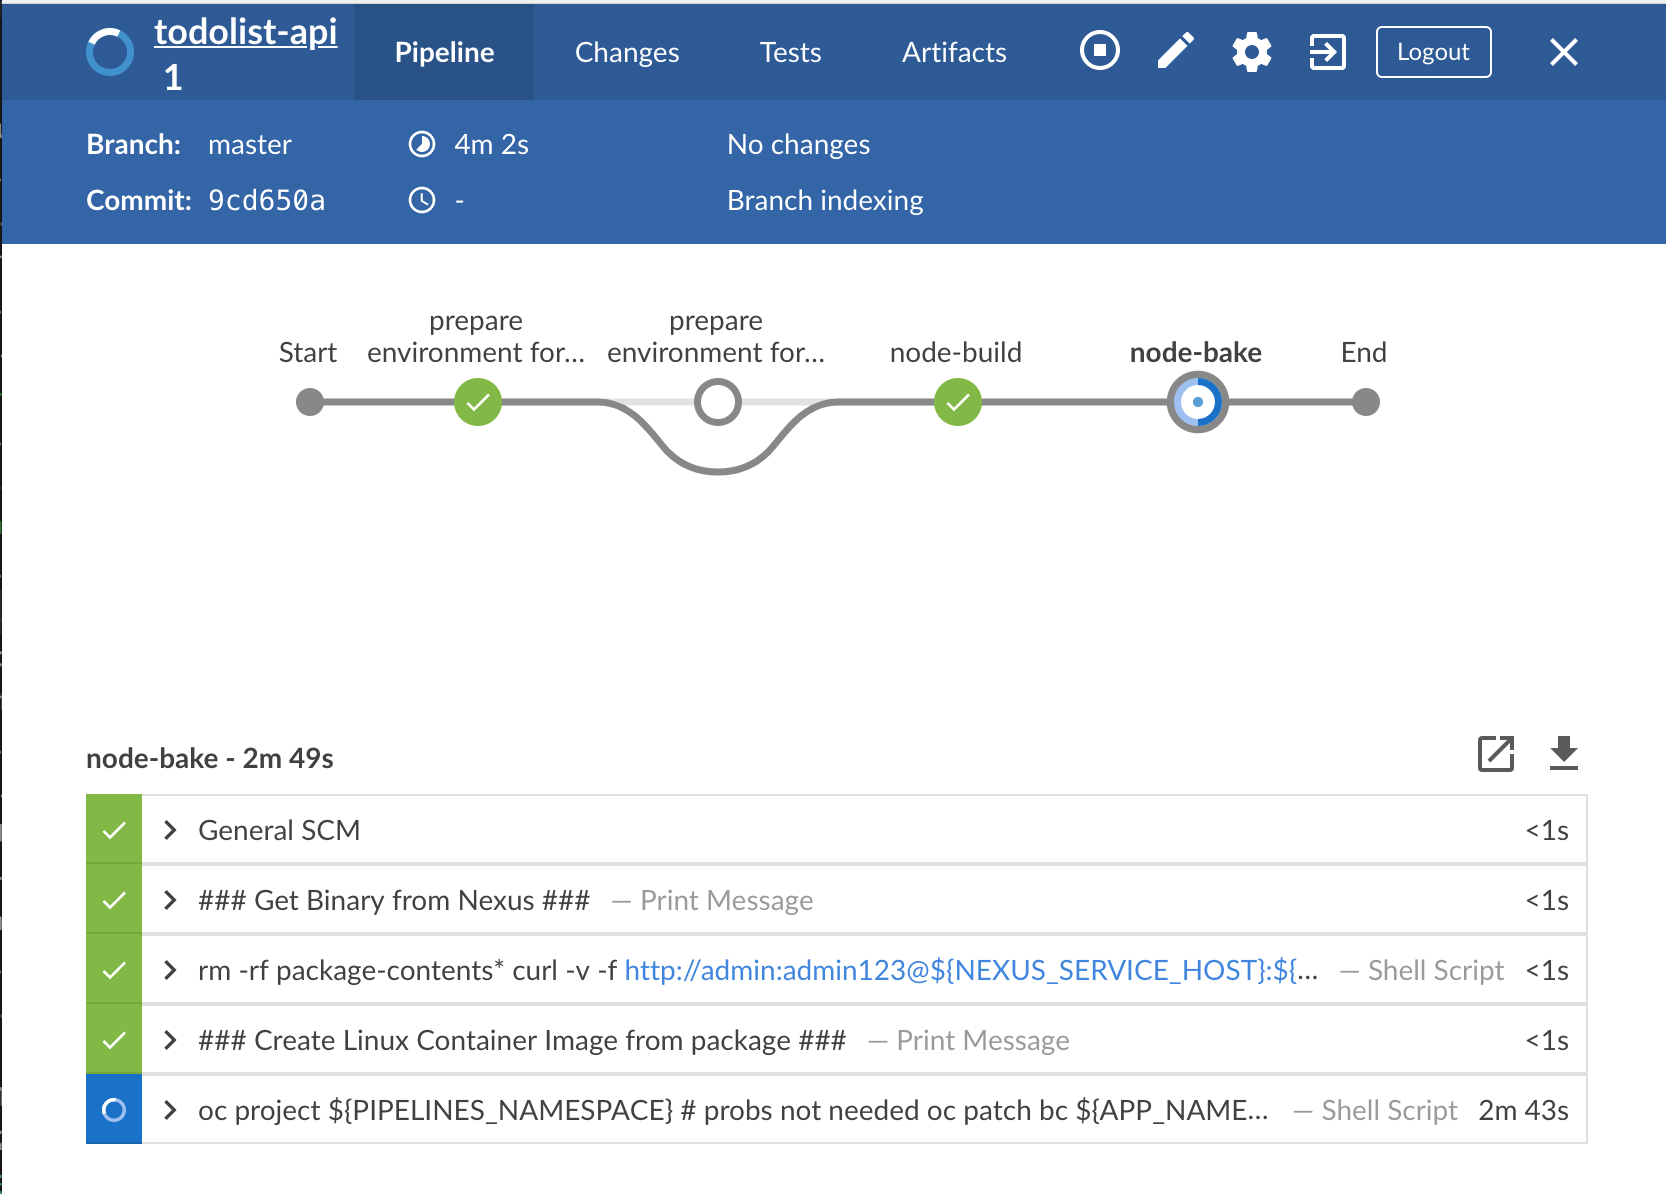 todolist-api
1
Pipeline
Changes
Tests
Artifacts
Logout
Branch: master
4m 2s
No changes
Commit: 9cd650a
-
Branch indexing
Start
prepare
environment for...
prepare
environment for...
node-build
node-bake
End
node-bake - 2m 49s
General SCM <1s
### Get Binary from Nexus ### — Print Message <1s
rm -rf package-contents* curl -v -f http://admin:admin123@${NEXUS_SERVICE_HOST}:${... — Shell Script <1s
### Create Linux Container Image from package ### — Print Message <1s
oc project ${PIPELINES_NAMESPACE} # probs not needed oc patch bc ${APP_NAME... — Shell Script 2m 43s